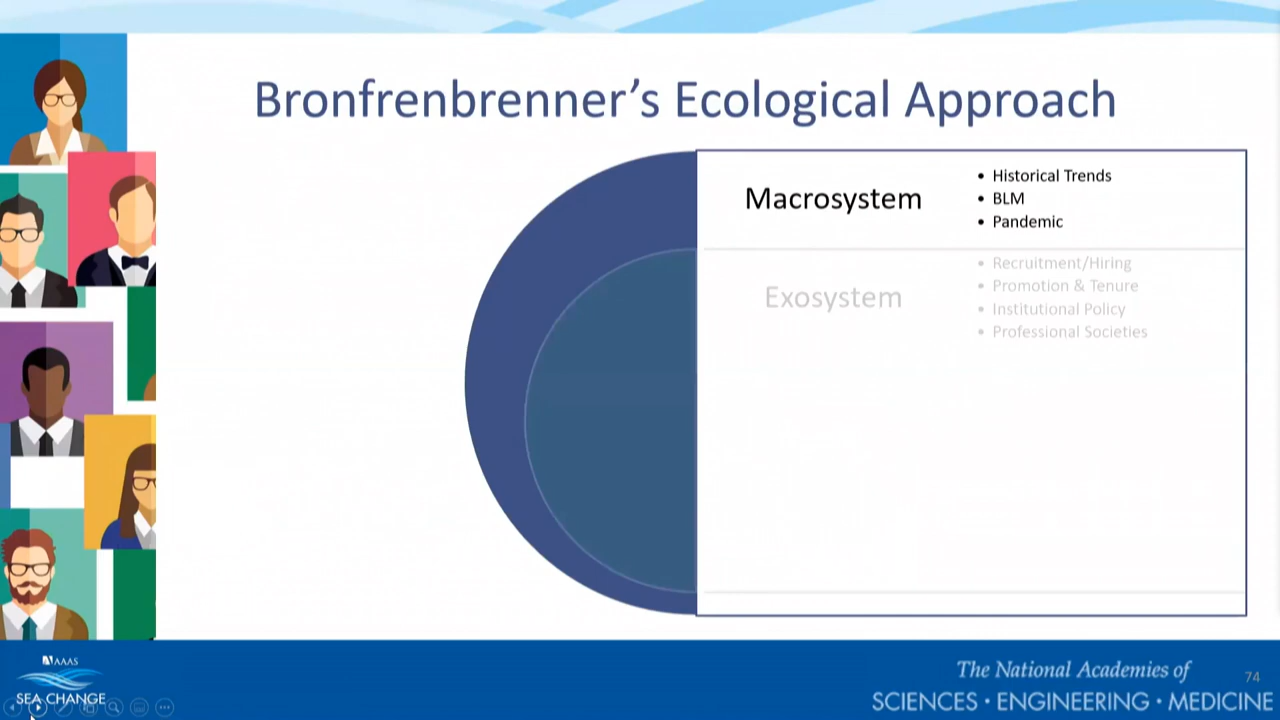 Bronfrenbrenner's Ecological Approach
Macrosystem
• Historical Trends
• BLM
• Pandemic
Exosystem
• Recruitment/Hiring
• Promotion & Tenure
• Institutional Policy
• Professional Societies
AAAS
SEA CHANGE
The National Academies of
SCIENCES • ENGINEERING • MEDICINE
74